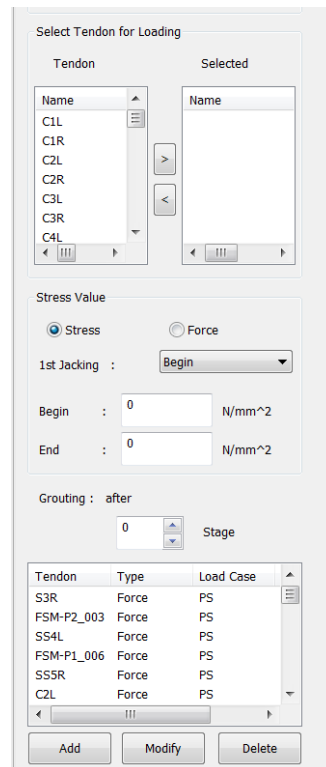 Select Tendon for Loading
Tendon Selected
Name Name
C1L
C1R
C2L
C2R
C3L
C3R
C4L
>
<
Stress Value
Stress Force
1st Jacking : Begin
Begin : 0 N/mm^2
End : 0 N/mm^2
Grouting : after
0 Stage
Tendon Type Load Case
S3R Force PS
FSM-P2_003 Force PS
SS4L Force PS
FSM-P1_006 Force PS
SS5R Force PS
C2L Force PS
Add Modify Delete